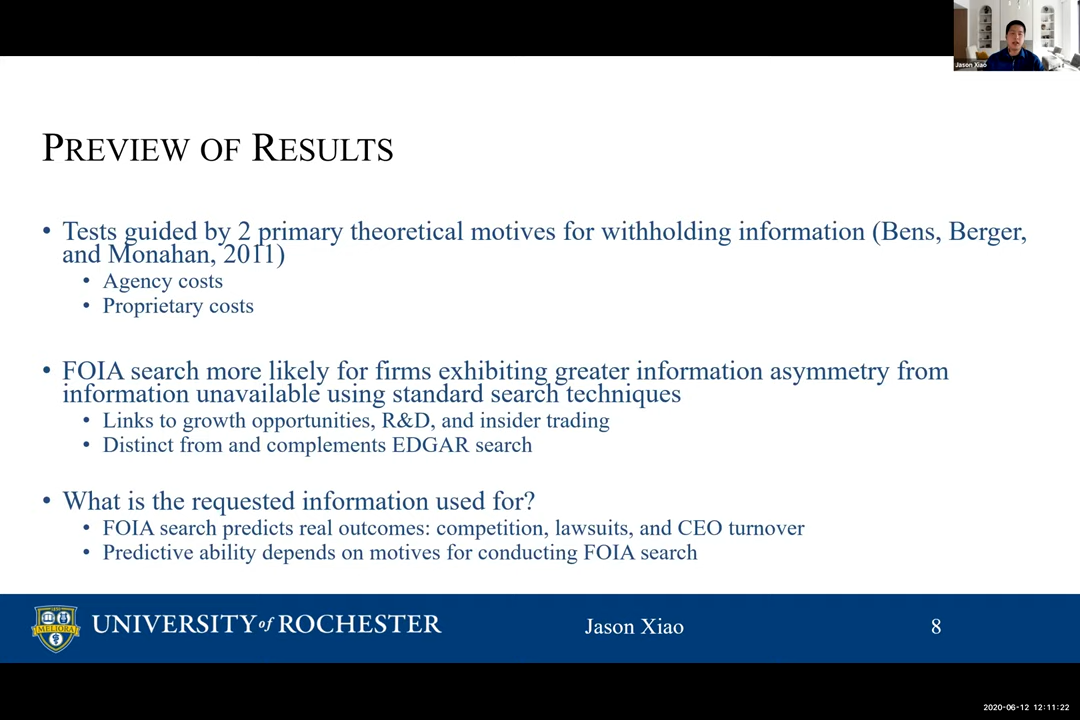 Jason Xiao
PREVIEW OF RESULTS
• Tests guided by 2 primary theoretical motives for withholding information (Bens, Berger,
and Monahan, 2011)
• Agency costs
• Proprietary costs
• FOIA search more likely for firms exhibiting greater information asymmetry from
information unavailable using standard search techniques
• Links to growth opportunities, R&D, and insider trading
• Distinct from and complements EDGAR search
• What is the requested information used for?
• FOIA search predicts real outcomes: competition, lawsuits, and CEO turnover
• Predictive ability depends on motives for conducting FOIA search
MELIORA
UNIVERSITY of ROCHESTER
Jason Xiao
8
2020-06-12 12:11:22